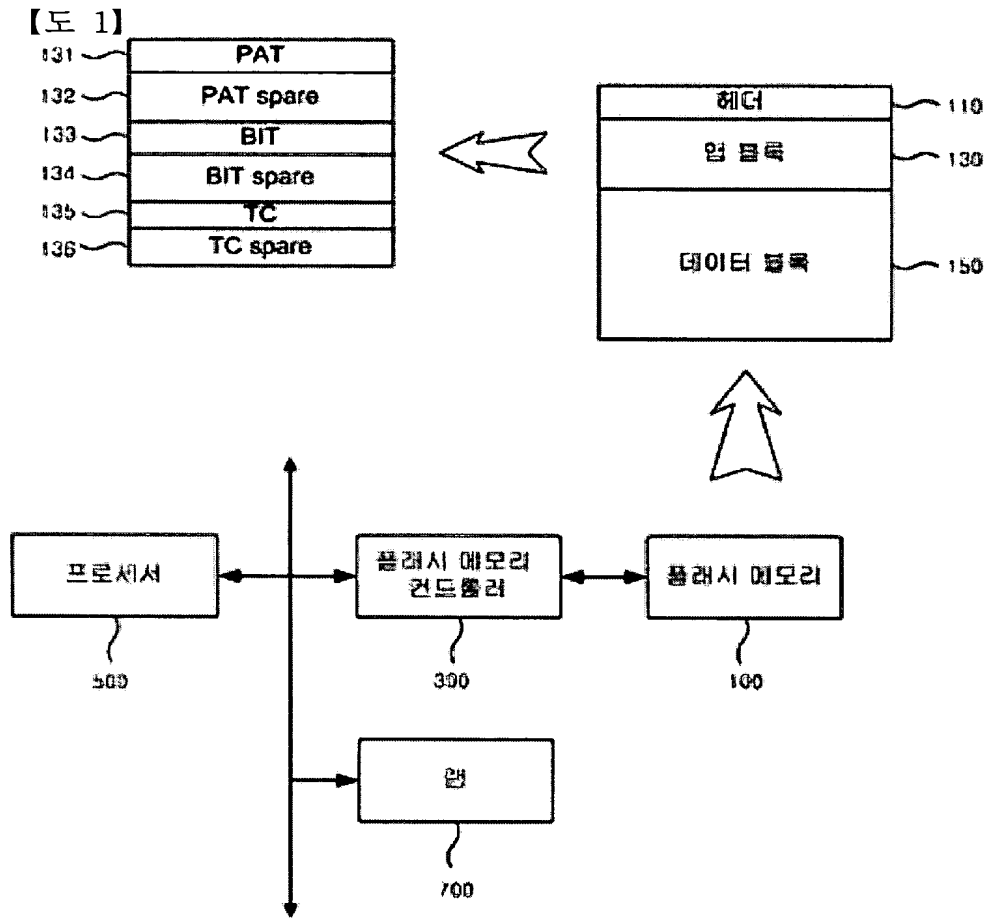 【도 1】
131
PAT
132
PAT spare
133
BIT
134
BIT spare
135
TC
136
TC spare
헤더
110
맵 블록
130
데이터 블록
150
프로세서
500
플래시 메모리
컨트롤러
300
플래시 메모리
100
램
700